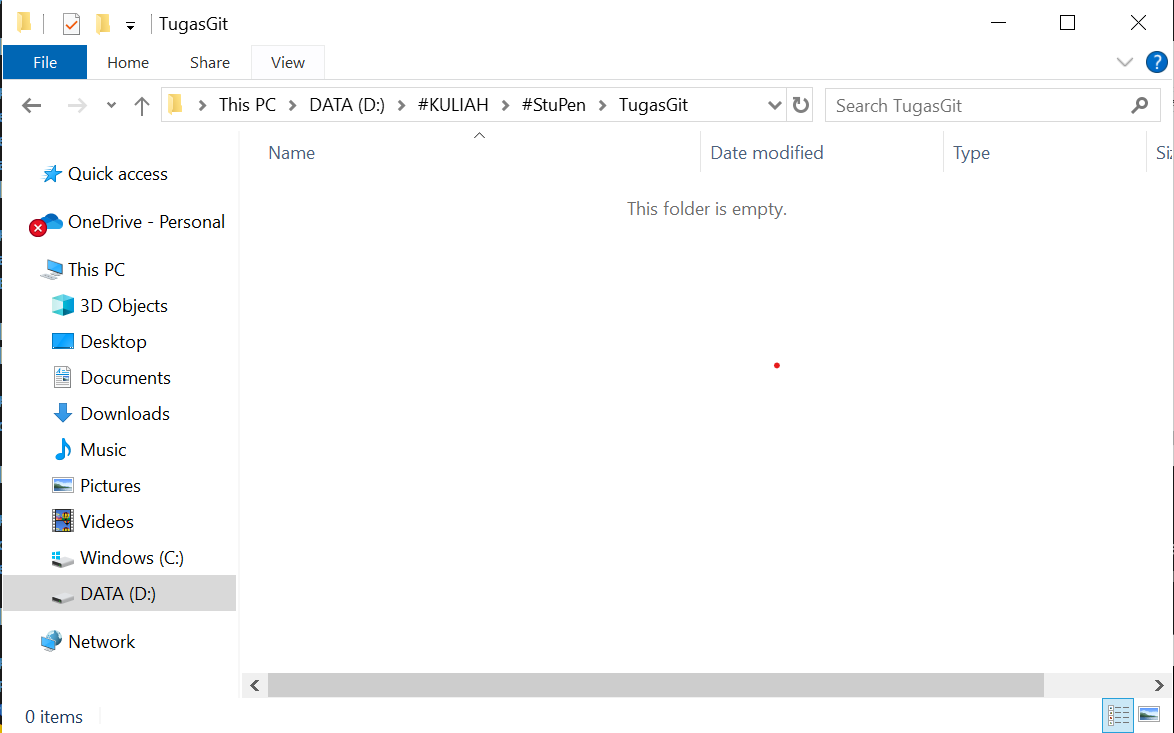 TugasGit
File Home Share View
This PC DATA (D:) #KULIAH #StuPen TugasGit Search TugasGit
Name Date modified Type Siz
This folder is empty.
Quick access
OneDrive - Personal
This PC
3D Objects
Desktop
Documents
Downloads
Music
Pictures
Videos
Windows (C:)
DATA (D:)
Network
0 items